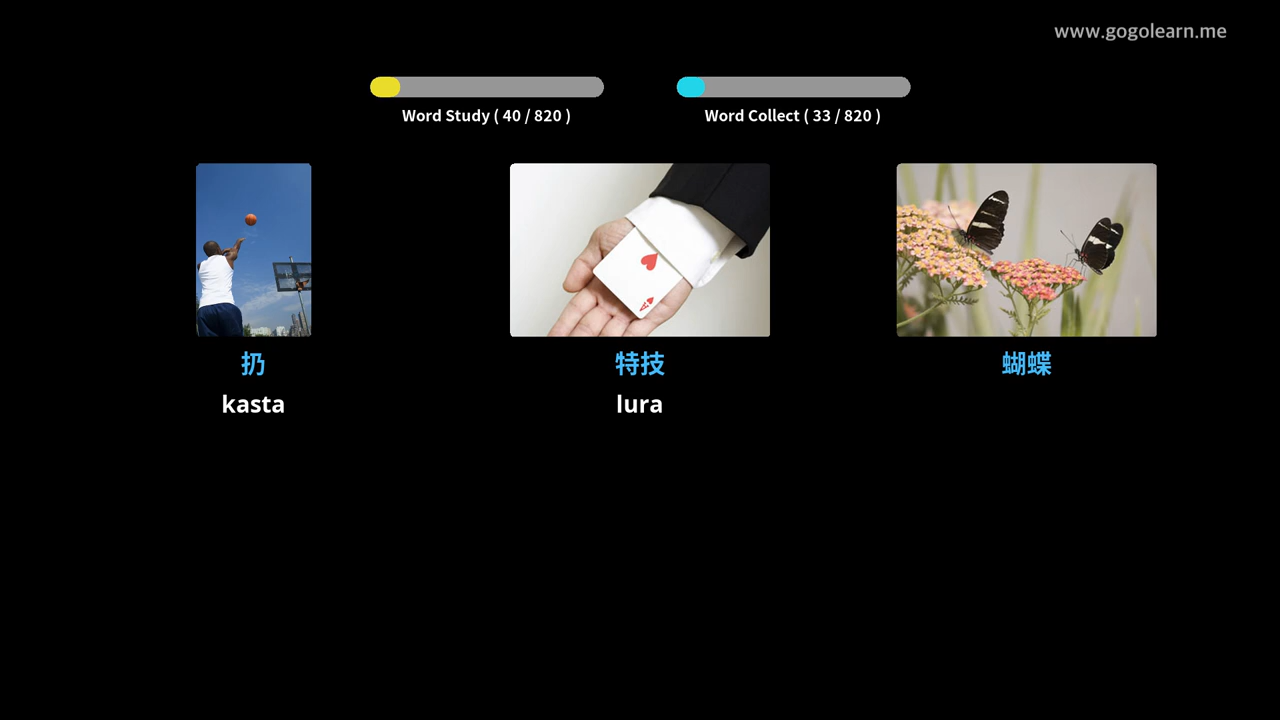 www.gogolearn.me
Word Study ( 40 / 820 )
Word Collect ( 33 / 820 )
扔
特技
蝴蝶
kasta
lura